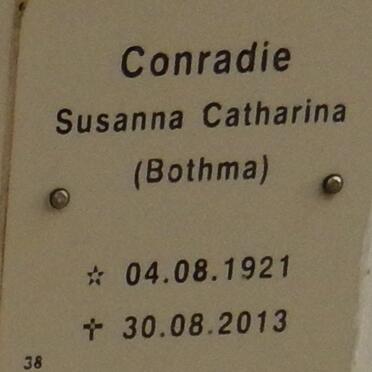 Conradie
Susanna Catharina
(Bothma)
☆ 04.08.1921
✝ 30.08.2013
38